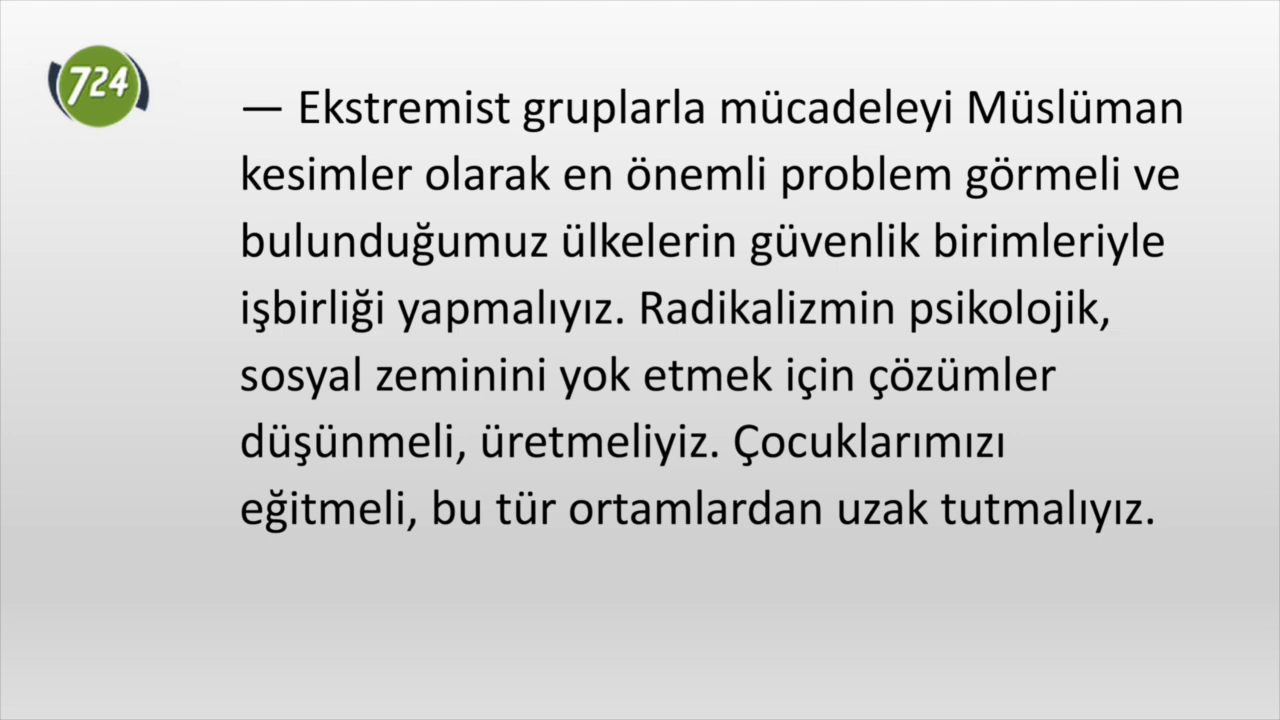 724
— Ekstremist gruplarla mücadeleyi Müslüman
kesimler olarak en önemli problem görmeli ve
bulunduğumuz ülkelerin güvenlik birimleriyle
işbirliği yapmalıyız. Radikalizmin psikolojik,
sosyal zeminini yok etmek için çözümler
düşünmeli, üretmeliyiz. Çocuklarımızı
eğitmeli, bu tür ortamlardan uzak tutmalıyız.